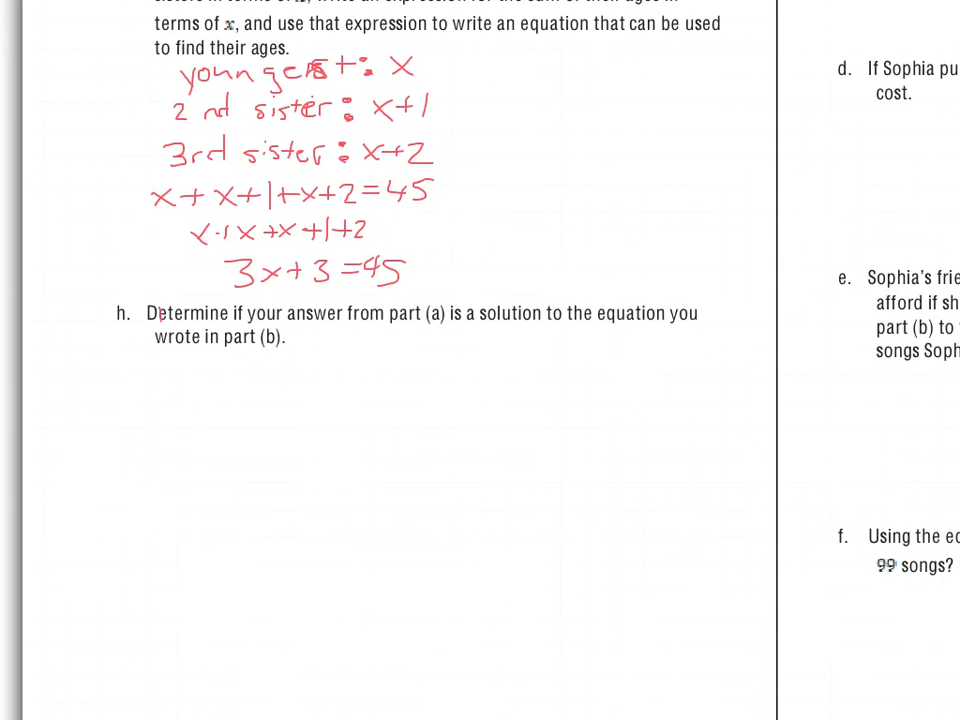 terms of x, and use that expression to write an equation that can be used
to find their ages.
youngest: x
2nd sister: x+1
3rd sister: x+2
x+x+1+x+2=45
x+x+x+1+2
3x+3=45
h. Determine if your answer from part (a) is a solution to the equation you
wrote in part (b).
d. If Sophia pu
cost.
e. Sophia's frie
afford if sh
part (b) to
songs Soph
f. Using the eq
99 songs?